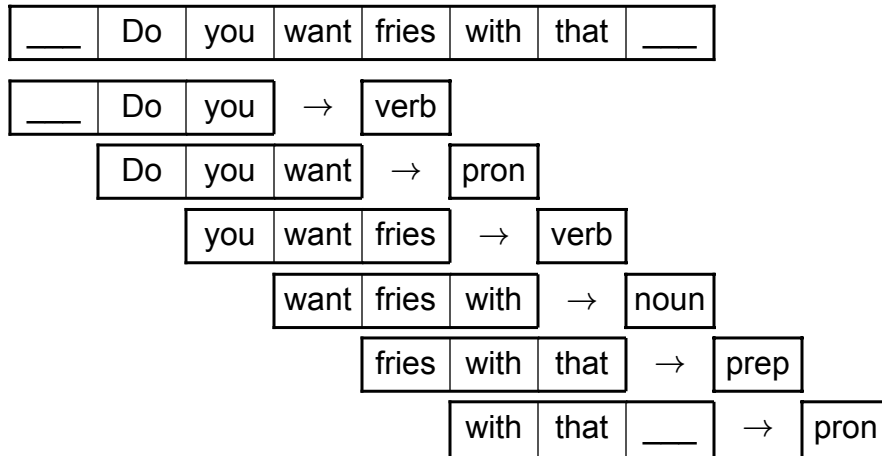 ___ Do you want fries with that ___
___ Do you → verb
Do you want → pron
you want fries → verb
want fries with → noun
fries with that → prep
with that ___ → pron